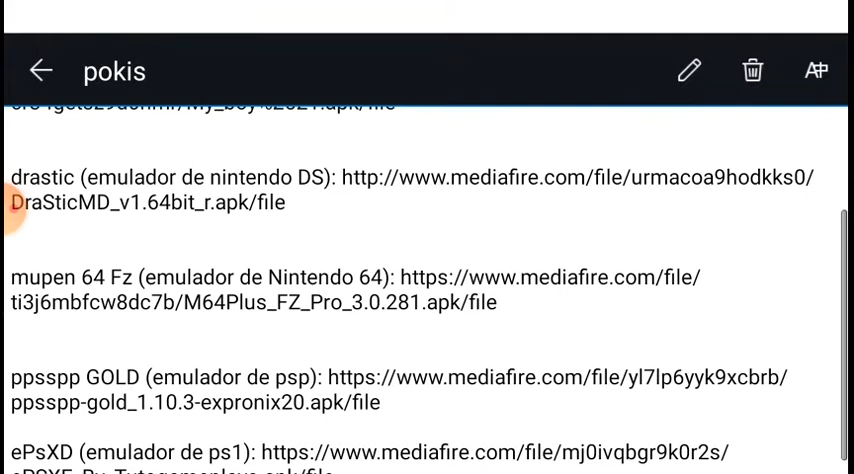 pokis
drastic (emulador de nintendo DS): http://www.mediafire.com/file/urmacoa9hodkks0/
DraSticMD_v1.64bit_r.apk/file
mupen 64 Fz (emulador de Nintendo 64): https://www.mediafire.com/file/
ti3j6mbfcw8dc7b/M64Plus_FZ_Pro_3.0.281.apk/file
ppsspp GOLD (emulador de psp): https://www.mediafire.com/file/yl7lp6yyk9xcbrb/
ppsspp-gold_1.10.3-expronix20.apk/file
ePsXD (emulador de ps1): https://www.mediafire.com/file/mj0ivqbgr9k0r2s/